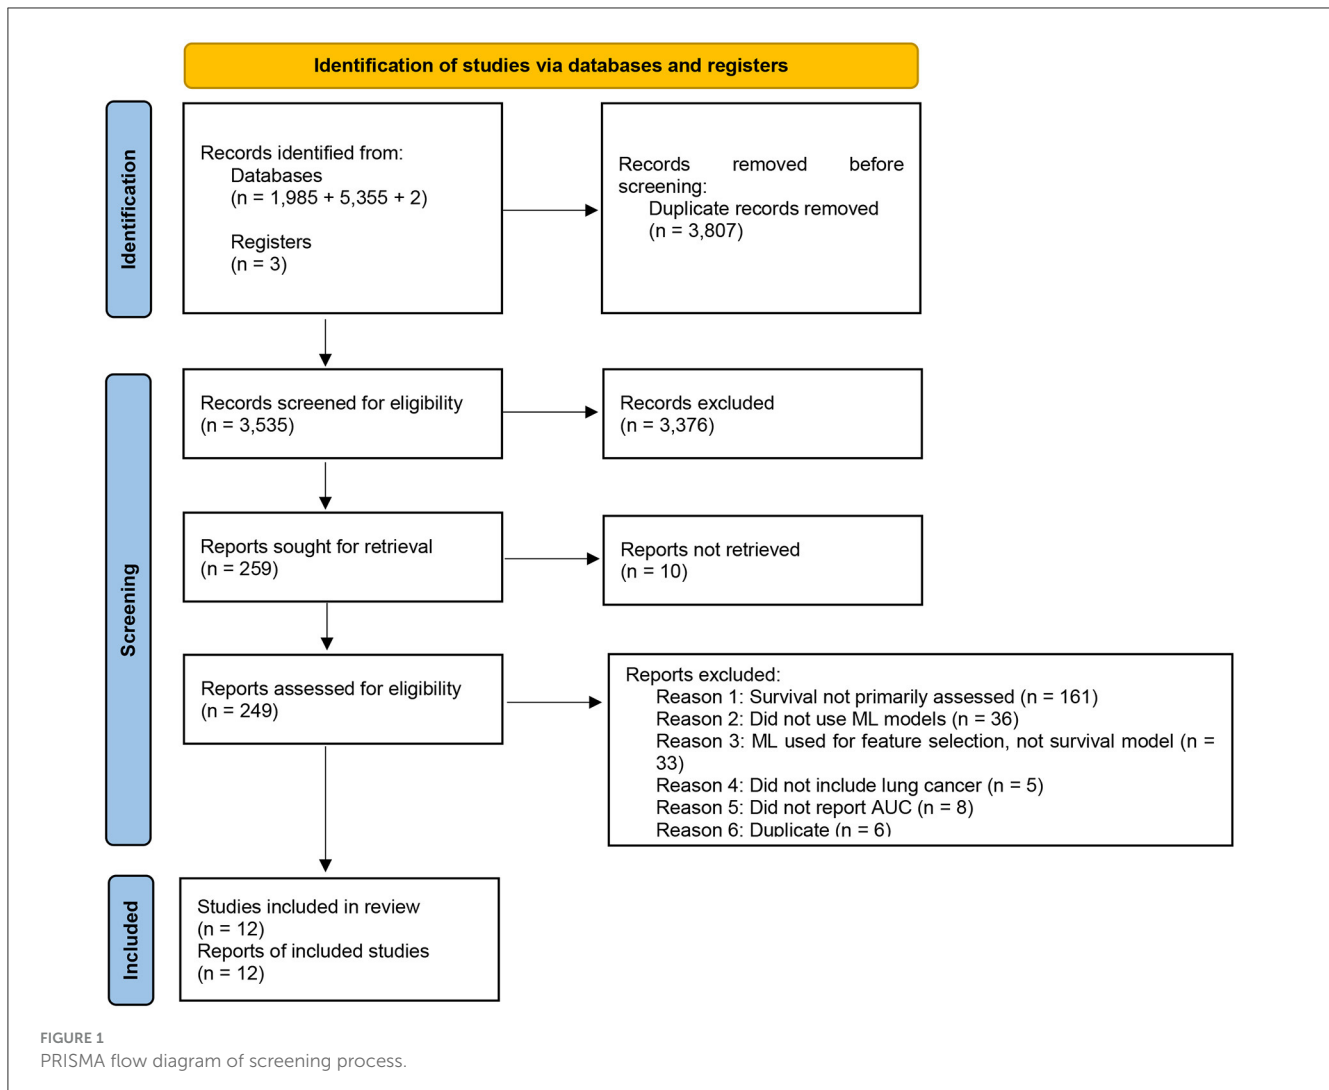 Identification of studies via databases and registers
Identification
Records identified from:
Databases
(n = 1,985 + 5,355 + 2)
Registers
(n = 3)
Records removed before
screening:
Duplicate records removed
(n = 3,807)
Screening
Records screened for eligibility
(n = 3,535)
Records excluded
(n = 3,376)
Reports sought for retrieval
(n = 259)
Reports not retrieved
(n = 10)
Reports assessed for eligibility
(n = 249)
Reports excluded:
Reason 1: Survival not primarily assessed (n = 161)
Reason 2: Did not use ML models (n = 36)
Reason 3: ML used for feature selection, not survival model (n =
33)
Reason 4: Did not include lung cancer (n = 5)
Reason 5: Did not report AUC (n = 8)
Reason 6: Duplicate (n = 6)
Included
Studies included in review
(n = 12)
Reports of included studies
(n = 12)
FIGURE 1
PRISMA flow diagram of screening process.